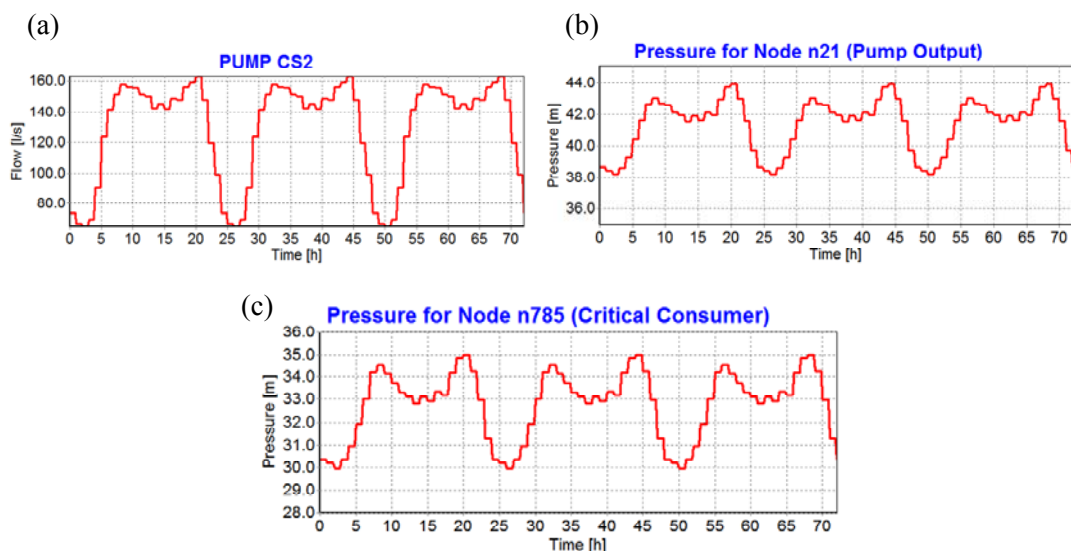 (a)
PUMP CS2
160.0
140.0
120.0
100.0
80.0
Flow [l/s]
0 5 10 15 20 25 30 35 40 45 50 55 60 65 70
Time [h]
(b)
Pressure for Node n21 (Pump Output)
44.0
42.0
40.0
38.0
36.0
Pressure [m]
0 5 10 15 20 25 30 35 40 45 50 55 60 65 70
Time [h]
(c)
Pressure for Node n785 (Critical Consumer)
36.0
35.0
34.0
33.0
32.0
31.0
30.0
29.0
28.0
Pressure [m]
0 5 10 15 20 25 30 35 40 45 50 55 60 65 70
Time [h]